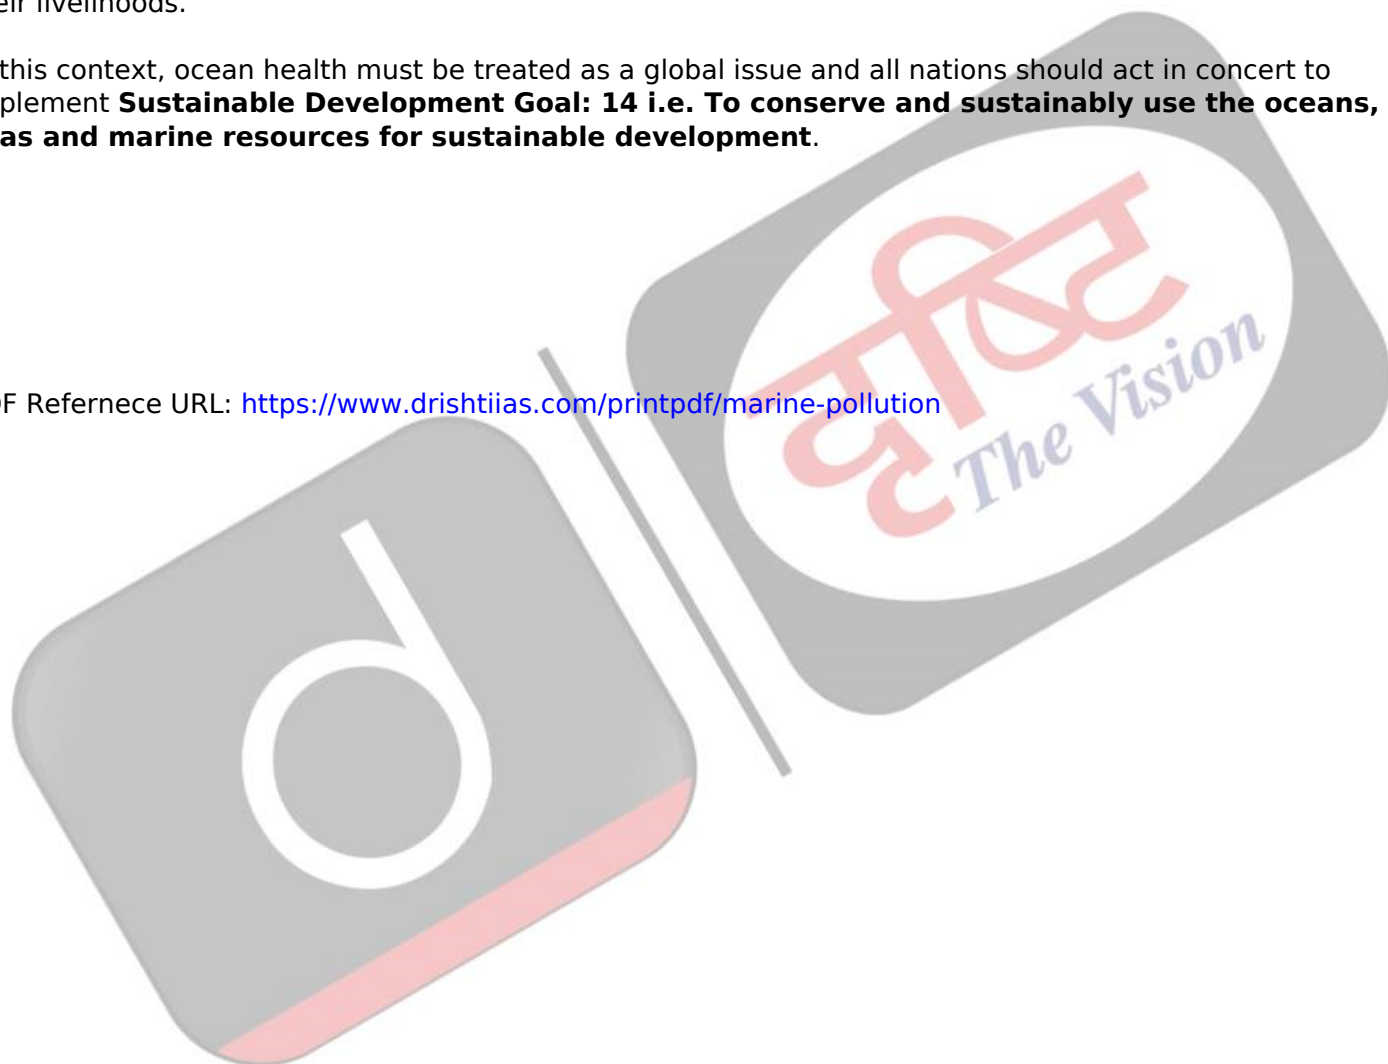 eir livelihoods.
this context, ocean health must be treated as a global issue and all nations should act in concert to
plement Sustainable Development Goal: 14 i.e. To conserve and sustainably use the oceans,
as and marine resources for sustainable development.
दृष्टि
The Vision
F Refernece URL: https://www.drishtiias.com/printpdf/marine-pollution
d